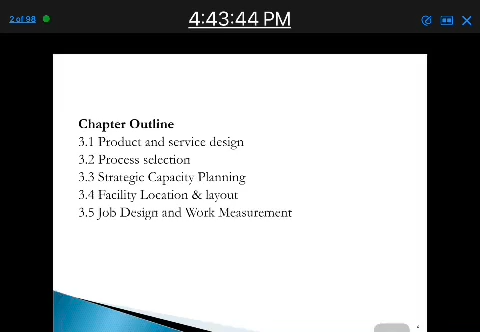 2 of 98
4:43:44 PM
Chapter Outline
3.1 Product and service design
3.2 Process selection
3.3 Strategic Capacity Planning
3.4 Facility Location & layout
3.5 Job Design and Work Measurement